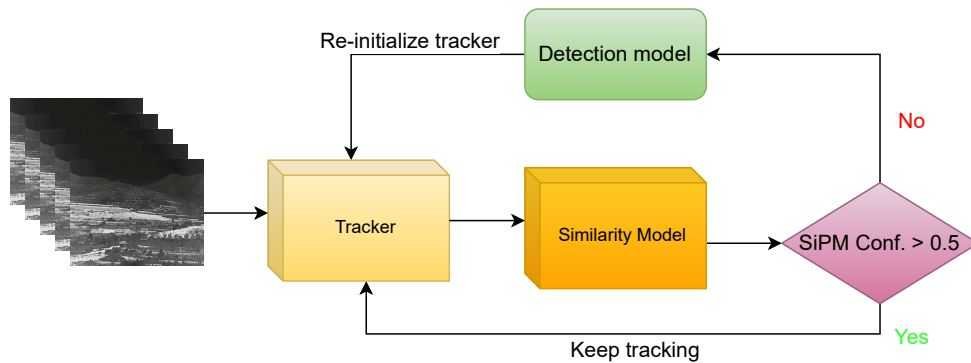 Re-initialize tracker
Detection model
No
Tracker
Similarity Model
SiPM Conf. > 0.5
Yes
Keep tracking